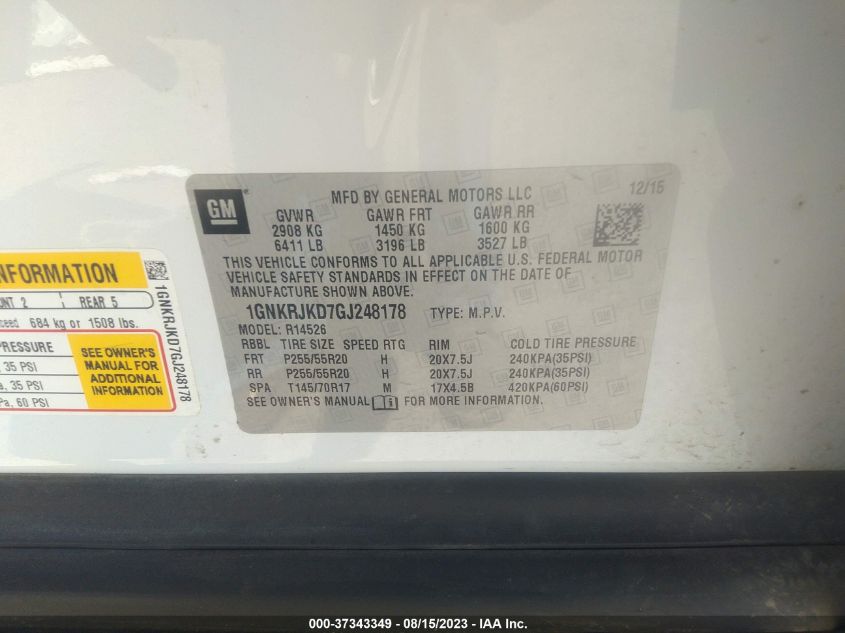 GM
MFD BY GENERAL MOTORS LLC 12/15
GVWR GAWR FRT GAWR RR
2908 KG 1450 KG 1600 KG
6411 LB 3196 LB 3527 LB
THIS VEHICLE CONFORMS TO ALL APPLICABLE U.S. FEDERAL MOTOR
VEHICLE SAFETY STANDARDS IN EFFECT ON THE DATE OF
MANUFACTURE SHOWN ABOVE.
1GNKRJKD7GJ248178 TYPE: M.P.V.
MODEL: R14526
RBBL TIRE SIZE SPEED RTG RIM COLD TIRE PRESSURE
FRT P255/55R20 H 20X7.5J 240KPA(35PSI)
RR P255/55R20 H 20X7.5J 240KPA(35PSI)
SPA T145/70R17 M 17X4.5B 420KPA(60PSI)
SEE OWNER'S MANUAL FOR MORE INFORMATION.
NFORMATION
UNT 2 REAR 5
ceed 684 kg or 1508 lbs.
PRESSURE
, 35 PSI
a, 35 PSI
Pa, 60 PSI
SEE OWNER'S
MANUAL FOR
ADDITIONAL
INFORMATION
1GNKRJKD7GJ248178
000-37343349 - 08/15/2023 - IAA Inc.